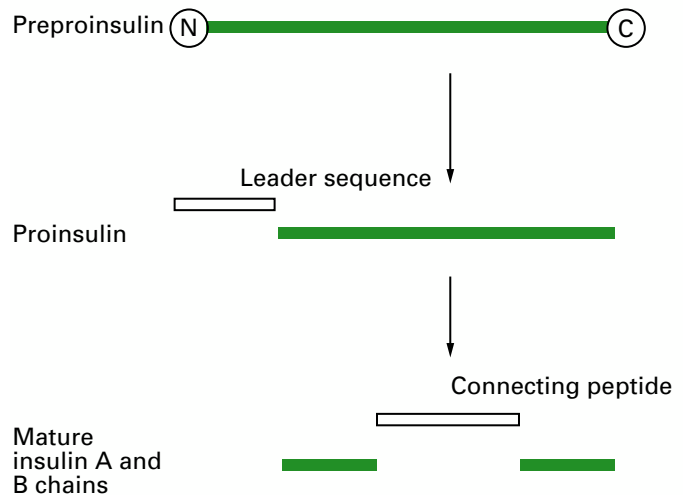 Preproinsulin N C
Leader sequence
Proinsulin
Connecting peptide
Mature
insulin A and
B chains